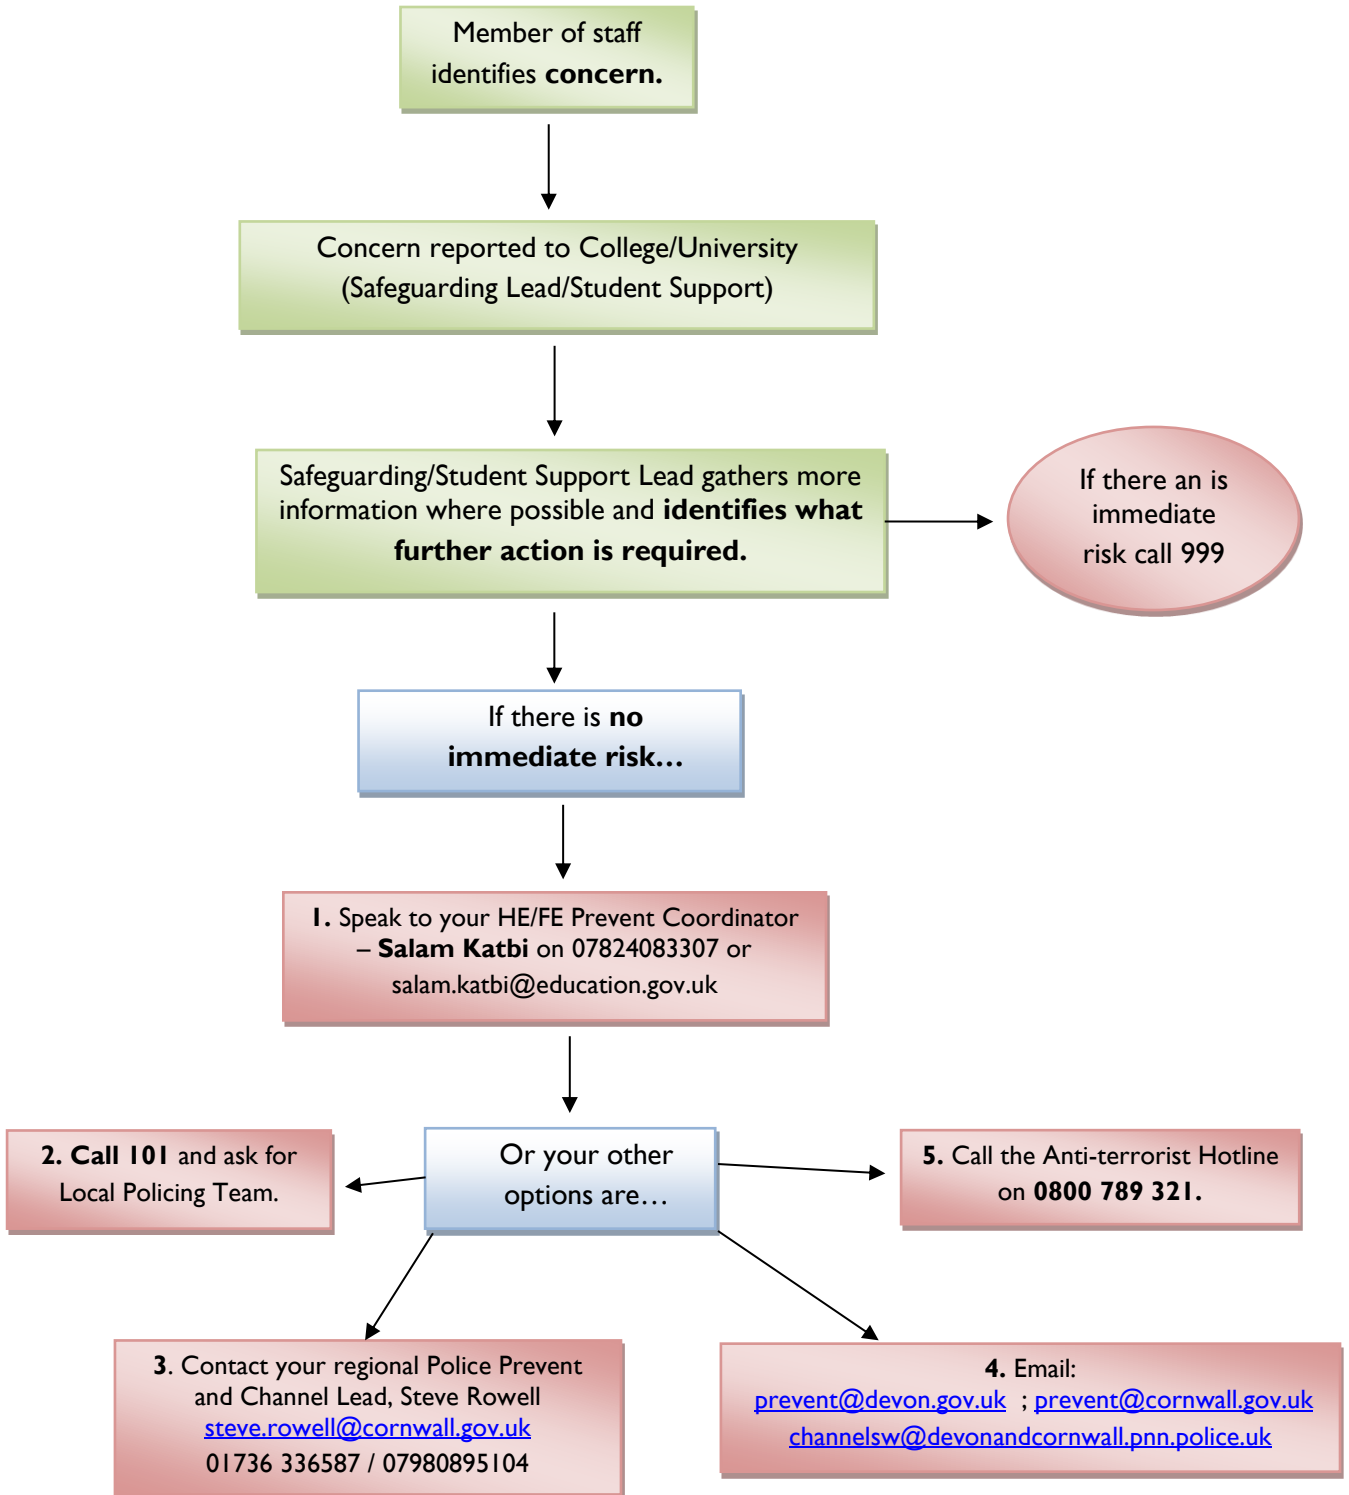 Member of staff
identifies concern.
Concern reported to College/University
(Safeguarding Lead/Student Support)
Safeguarding/Student Support Lead gathers more
information where possible and identifies what
further action is required.
If there an is
immediate
risk call 999
If there is no
immediate risk…
1. Speak to your HE/FE Prevent Coordinator
– Salam Katbi on 07824083307 or
salam.katbi@education.gov.uk
Or your other
options are…
2. Call 101 and ask for
Local Policing Team.
3. Contact your regional Police Prevent
and Channel Lead, Steve Rowell
steve.rowell@cornwall.gov.uk
01736 336587 / 07980895104
4. Email:
prevent@devon.gov.uk ; prevent@cornwall.gov.uk
channelsw@devonandcornwall.pnn.police.uk
5. Call the Anti-terrorist Hotline
on 0800 789 321.